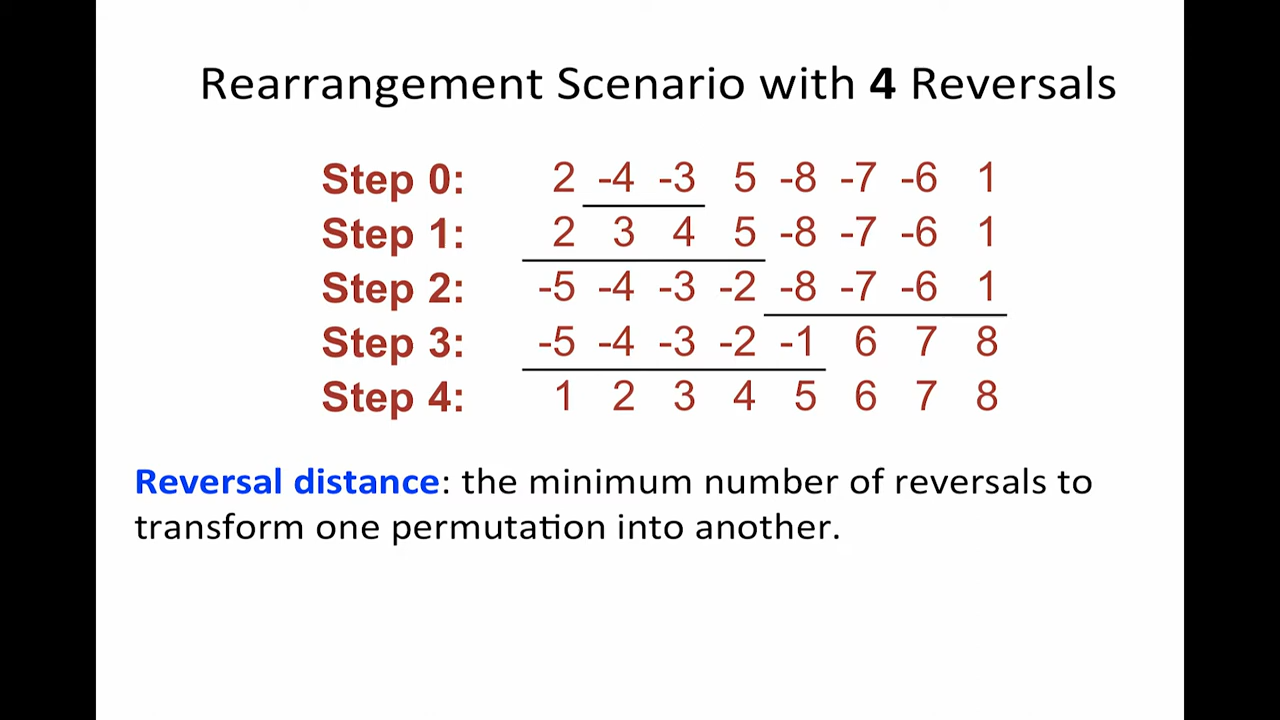 Rearrangement Scenario with 4 Reversals
Step 0: 2 -4 -3 5 -8 -7 -6 1
Step 1: 2 3 4 5 -8 -7 -6 1
Step 2: -5 -4 -3 -2 -8 -7 -6 1
Step 3: -5 -4 -3 -2 -1 6 7 8
Step 4: 1 2 3 4 5 6 7 8
Reversal distance: the minimum number of reversals to
transform one permutation into another.